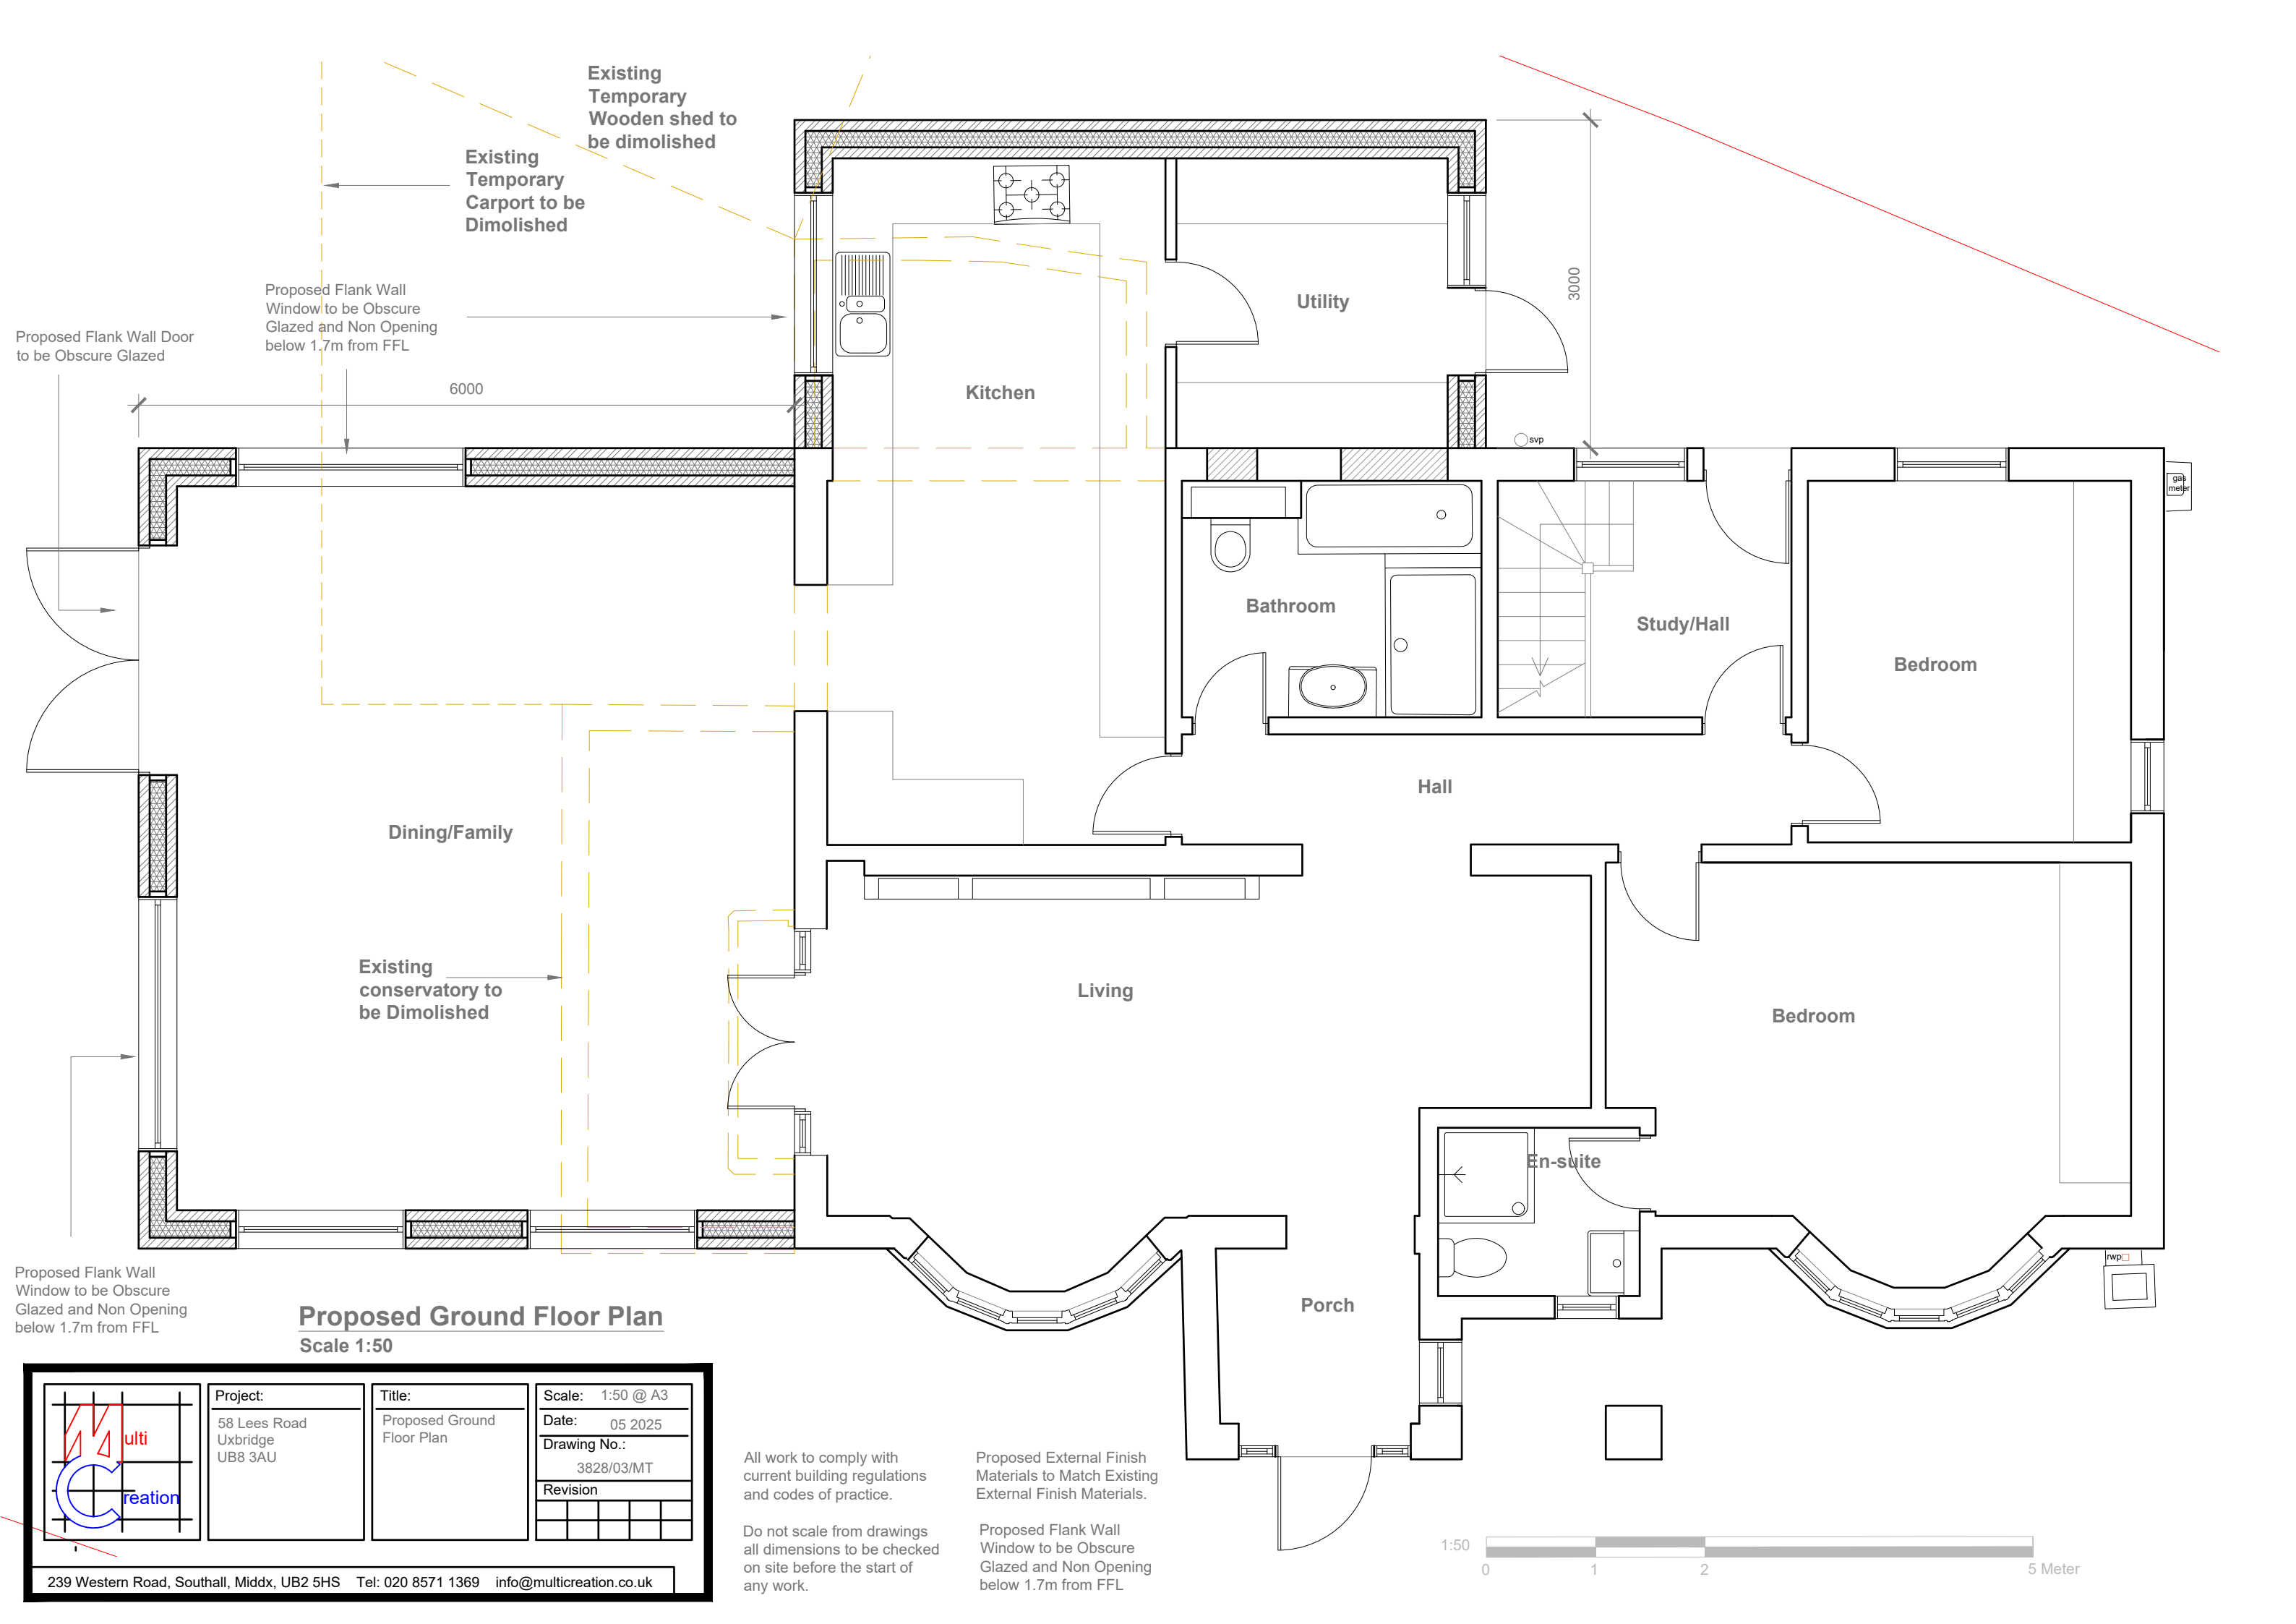 Existing
Temporary
Wooden shed to
be dimolished
Existing
Temporary
Carport to be
Dimolished
Proposed Flank Wall
Window to be Obscure
Glazed and Non Opening
below 1.7m from FFL
Proposed Flank Wall Door
to be Obscure Glazed
6000
3000
Utility
Kitchen
svp
gas
meter
Bathroom
Study/Hall
Bedroom
Hall
Dining/Family
Existing
conservatory to
be Dimolished
Living
Bedroom
En-suite
Porch
rwp
Proposed Flank Wall
Window to be Obscure
Glazed and Non Opening
below 1.7m from FFL
Proposed Ground Floor Plan
Scale 1:50
Multi
Creation
Project:
58 Lees Road
Uxbridge
UB8 3AU
Title:
Proposed Ground
Floor Plan
Scale: 1:50 @ A3
Date: 05 2025
Drawing No.:
3828/03/MT
Revision
239 Western Road, Southall, Middx, UB2 5HS Tel: 020 8571 1369 info@multicreation.co.uk
All work to comply with
current building regulations
and codes of practice.
Do not scale from drawings
all dimensions to be checked
on site before the start of
any work.
Proposed External Finish
Materials to Match Existing
External Finish Materials.
Proposed Flank Wall
Window to be Obscure
Glazed and Non Opening
below 1.7m from FFL
1:50
0 1 2 5 Meter